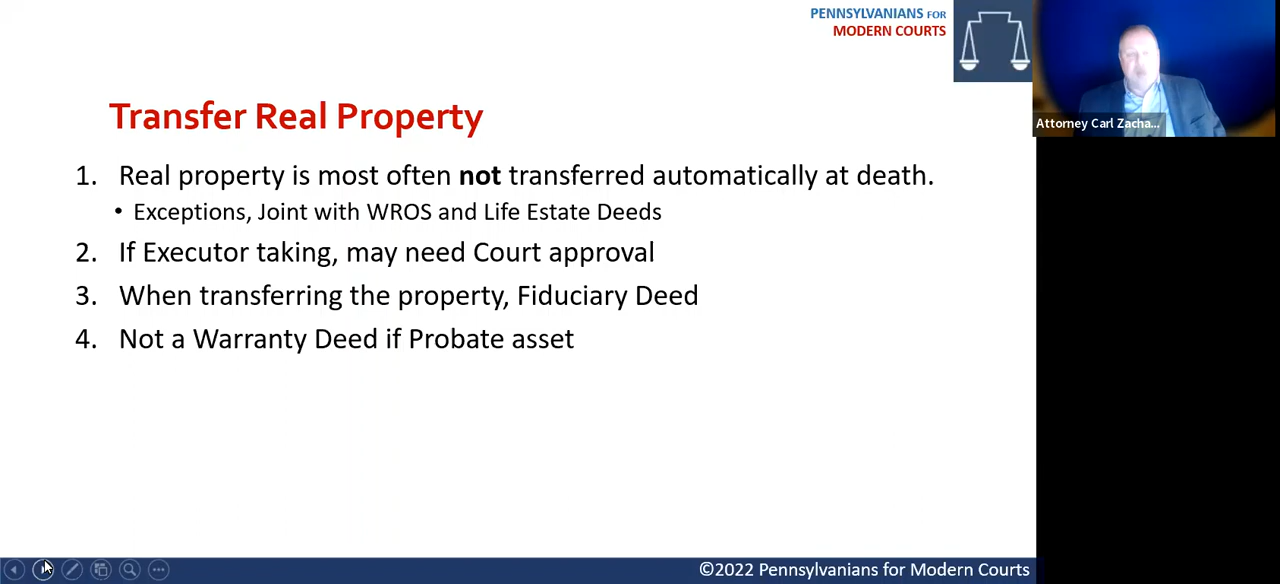 PENNSYLVANIANS FOR
MODERN COURTS
Attorney Carl Zacha...
Transfer Real Property
1. Real property is most often not transferred automatically at death.
• Exceptions, Joint with WROS and Life Estate Deeds
2. If Executor taking, may need Court approval
3. When transferring the property, Fiduciary Deed
4. Not a Warranty Deed if Probate asset
©2022 Pennsylvanians for Modern Courts